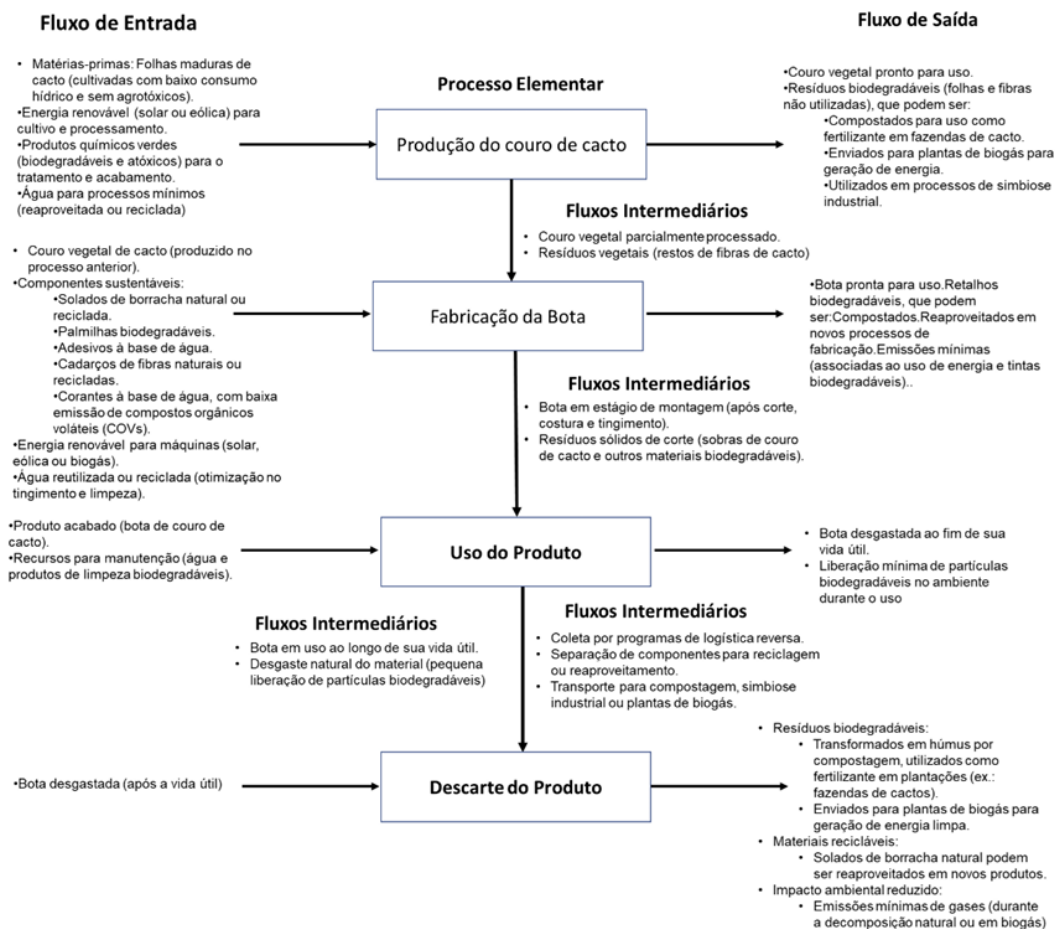 Fluxo de Entrada
Fluxo de Saída
Processo Elementar
• Matérias-primas: Folhas maduras de
cacto (cultivadas com baixo consumo
hídrico e sem agrotóxicos).
•Energia renovável (solar ou eólica) para
cultivo e processamento.
•Produtos químicos verdes
(biodegradáveis e atóxicos) para o
tratamento e acabamento.
•Água para processos mínimos
(reaproveitada ou reciclada)
Produção do couro de cacto
•Couro vegetal pronto para uso.
•Resíduos biodegradáveis (folhas e fibras
não utilizadas), que podem ser:
•Compostados para uso como
fertilizante em fazendas de cacto.
•Enviados para plantas de biogás para
geração de energia.
•Utilizados em processos de simbiose
industrial.
Fluxos Intermediários
• Couro vegetal parcialmente processado.
• Resíduos vegetais (restos de fibras de cacto)
• Couro vegetal de cacto (produzido no
processo anterior).
•Componentes sustentáveis:
•Solados de borracha natural ou
reciclada.
•Palmilhas biodegradáveis.
•Adesivos à base de água.
•Cadarços de fibras naturais ou
recicladas.
•Corantes à base de água, com baixa
emissão de compostos orgânicos
voláteis (COVs).
•Energia renovável para máquinas (solar,
eólica ou biogás).
•Água reutilizada ou reciclada (otimização no
tingimento e limpeza).
Fabricação da Bota
•Bota pronta para uso.Retalhos
biodegradáveis, que podem
ser:Compostados.Reaproveitados em
novos processos de
fabricação.Emissões mínimas
(associadas ao uso de energia e tintas
biodegradáveis)..
Fluxos Intermediários
• Bota em estágio de montagem (após corte,
costura e tingimento).
• Resíduos sólidos de corte (sobras de couro
de cacto e outros materiais biodegradáveis).
•Produto acabado (bota de couro de
cacto).
•Recursos para manutenção (água e
produtos de limpeza biodegradáveis).
Uso do Produto
• Bota desgastada ao fim de sua
vida útil.
• Liberação mínima de partículas
biodegradáveis no ambiente
durante o uso
Fluxos Intermediários
• Bota em uso ao longo de sua vida útil.
• Desgaste natural do material (pequena
liberação de partículas biodegradáveis)
Fluxos Intermediários
• Coleta por programas de logística reversa.
• Separação de componentes para reciclagem
ou reaproveitamento.
• Transporte para compostagem, simbiose
industrial ou plantas de biogás.
•Bota desgastada (após a vida útil)
Descarte do Produto
• Resíduos biodegradáveis:
• Transformados em húmus por
compostagem, utilizados como
fertilizante em plantações (ex.:
fazendas de cactos).
• Enviados para plantas de biogás para
geração de energia limpa.
• Materiais recicláveis:
• Solados de borracha natural podem
ser reaproveitados em novos produtos.
• Impacto ambiental reduzido:
• Emissões mínimas de gases (durante
a decomposição natural ou em biogás)